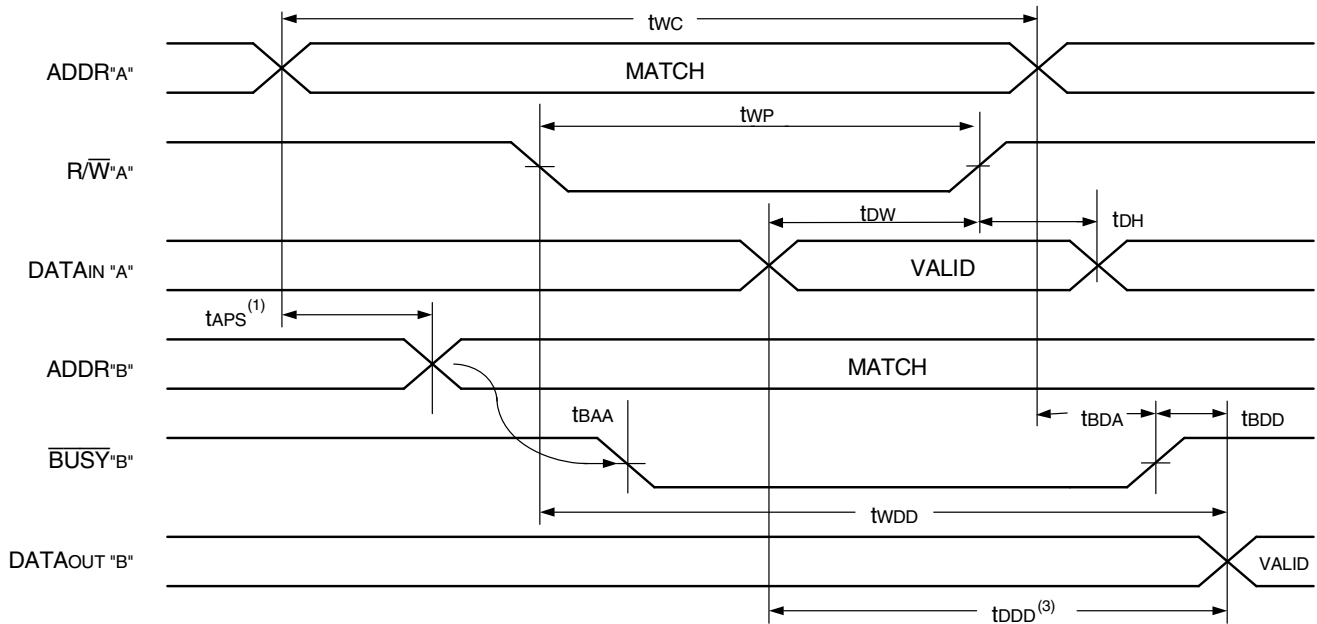 tWC
ADDR"A"
MATCH
tWP
R/W̅"A"
tDW
tDH
DATAIN "A"
VALID
tAPS(1)
ADDR"B"
MATCH
tBAA
tBDA
tBDD
B̅U̅S̅Y̅"B"
tWDD
DATAOUT "B"
VALID
tDDD(3)